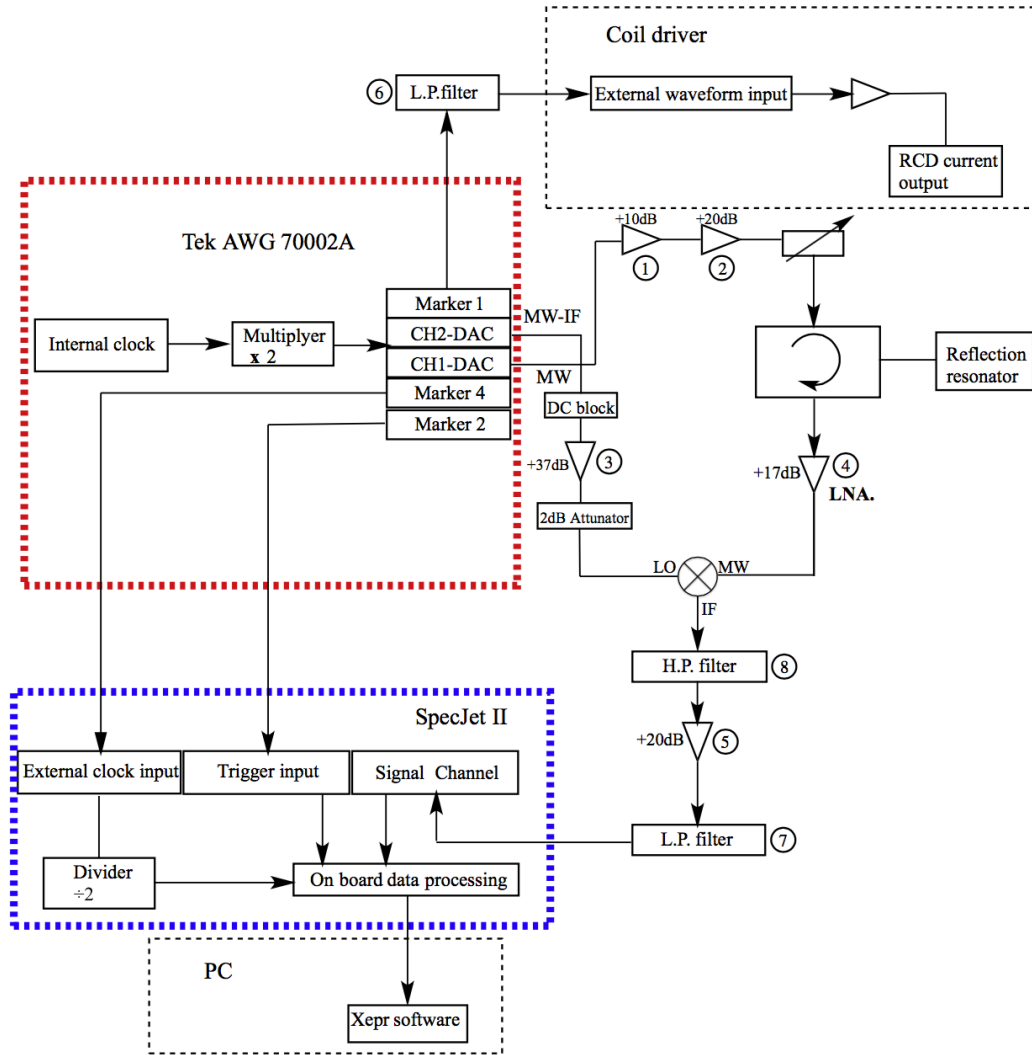 Coil driver
6
L.P.filter
External waveform input
RCD current
output
Tek AWG 70002A
+10dB
+20dB
1
2
Marker 1
MW-IF
Internal clock
Multiplyer
x 2
CH2-DAC
CH1-DAC
MW
Reflection
resonator
Marker 4
DC block
Marker 2
+37dB
3
+17dB
4
LNA.
2dB Attunator
LO
MW
IF
H.P. filter
8
SpecJet II
+20dB
5
External clock input
Trigger input
Signal Channel
L.P. filter
7
Divider
÷2
On board data processing
PC
Xepr software